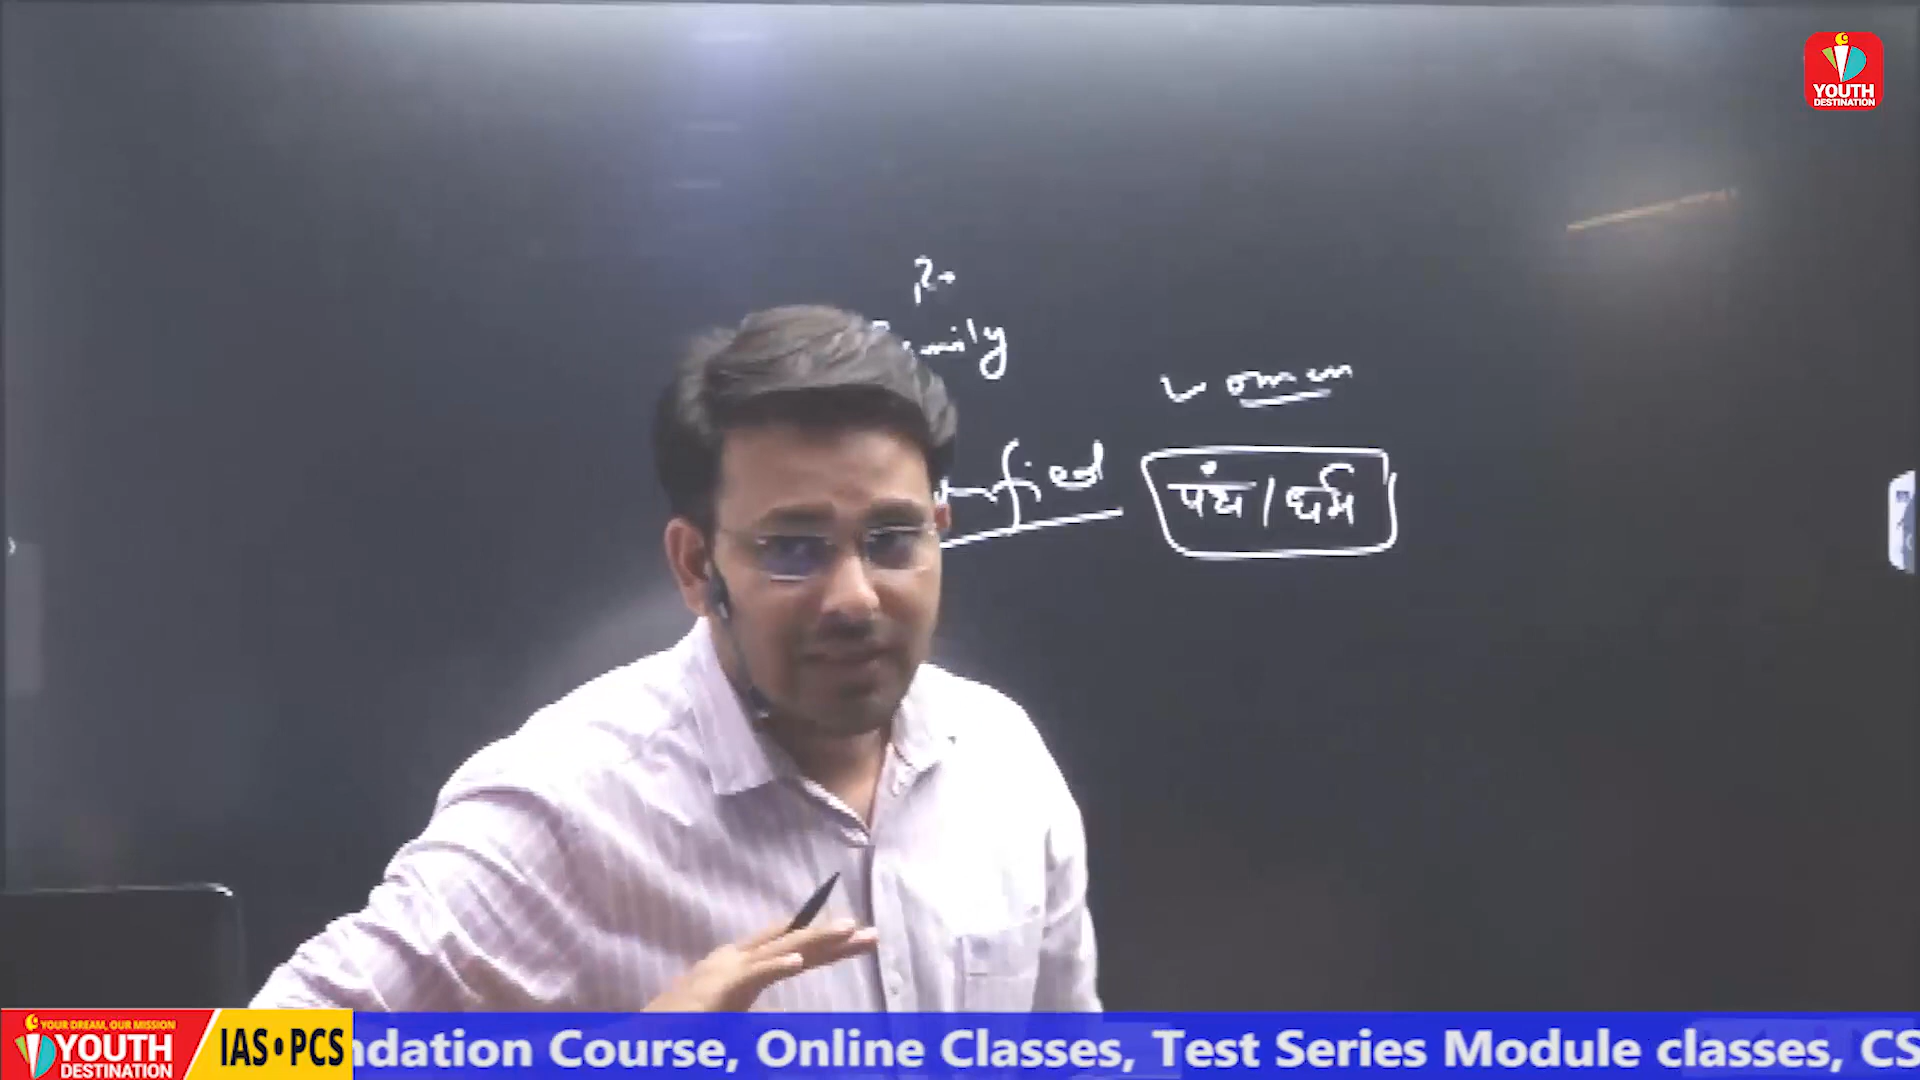 YOUTH
DESTINATION
woman
पंथ / धर्म
YOUR DREAM, OUR MISSION
YOUTH
DESTINATION
IAS•PCS
ndation Course, Online Classes, Test Series Module classes, CS